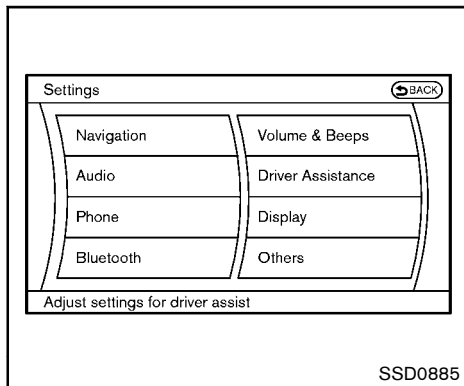 Settings
BACK
Navigation
Volume & Beeps
Audio
Driver Assistance
Phone
Display
Bluetooth
Others
Adjust settings for driver assist
SSD0885